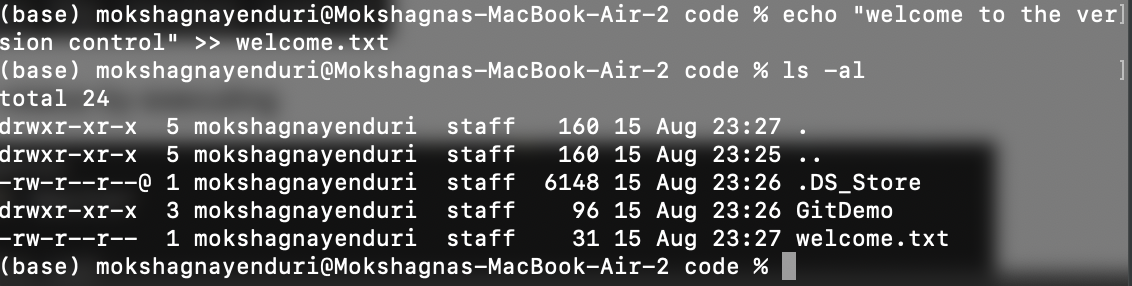 (base) mokshagnayenduri@Mokshagnas-MacBook-Air-2 code % echo "welcome to the ver]
sion control" >> welcome.txt
(base) mokshagnayenduri@Mokshagnas-MacBook-Air-2 code % ls -al ]
total 24
drwxr-xr-x 5 mokshagnayenduri staff 160 15 Aug 23:27 .
drwxr-xr-x 5 mokshagnayenduri staff 160 15 Aug 23:25 ..
-rw-r--r--@ 1 mokshagnayenduri staff 6148 15 Aug 23:26 .DS_Store
drwxr-xr-x 3 mokshagnayenduri staff 96 15 Aug 23:26 GitDemo
-rw-r--r-- 1 mokshagnayenduri staff 31 15 Aug 23:27 welcome.txt
(base) mokshagnayenduri@Mokshagnas-MacBook-Air-2 code %